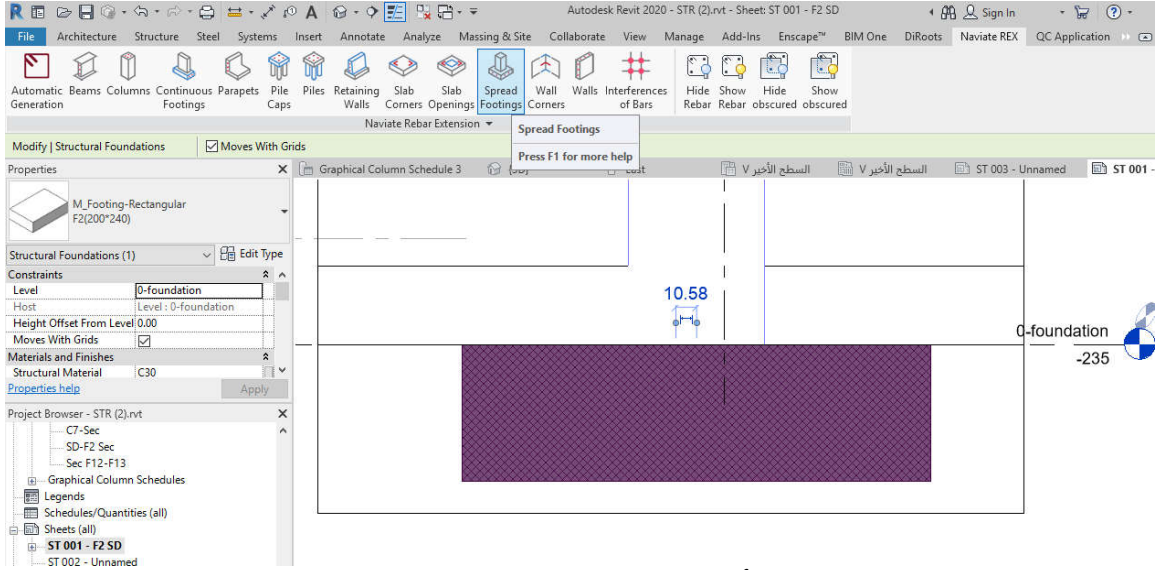 Autodesk Revit 2020 - STR (2).rvt - Sheet: ST 001 - F2 SD
Sign In
File Architecture Structure Steel Systems Insert Annotate Analyze Massing & Site Collaborate View Manage Add-Ins Enscape™ BIM One DiRoots Naviate REX QC Application
Automatic Generation
Beams
Columns
Continuous Footings
Parapets
Pile Caps
Piles
Retaining Walls
Slab Corners
Slab Openings
Spread Footings
Wall Corners
Walls
Interferences of Bars
Hide Rebar
Show Rebar
Hide obscured
Show obscured
Naviate Rebar Extension
Spread Footings
Press F1 for more help
Modify | Structural Foundations
Moves With Grids
Properties
Graphical Column Schedule 3
السطح الأخير V
السطح الأخير V
ST 003 - Unnamed
ST 001 -
M_Footing-Rectangular
F2(200*240)
Structural Foundations (1)
Edit Type
Constraints
Level 0-foundation
Host Level : 0-foundation
Height Offset From Level 0.00
Moves With Grids
Materials and Finishes
Structural Material C30
Properties help
Apply
Project Browser - STR (2).rvt
C7-Sec
SD-F2 Sec
Sec F12-F13
Graphical Column Schedules
Legends
Schedules/Quantities (all)
Sheets (all)
ST 001 - F2 SD
ST 002 - Unnamed
10.58
0-foundation
-235